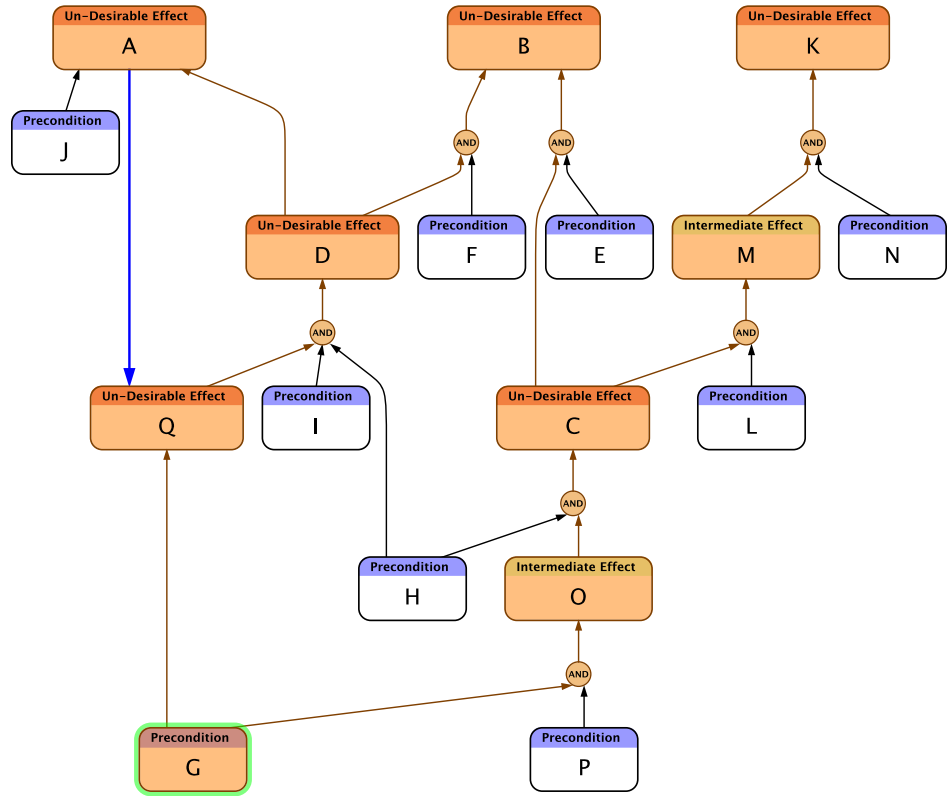 Un-Desirable Effect
A
Un-Desirable Effect
B
Un-Desirable Effect
K
Precondition
J
AND
AND
AND
Un-Desirable Effect
D
Precondition
F
Precondition
E
Intermediate Effect
M
Precondition
N
AND
AND
Un-Desirable Effect
Q
Precondition
I
Un-Desirable Effect
C
Precondition
L
AND
Precondition
H
Intermediate Effect
O
AND
Precondition
G
Precondition
P